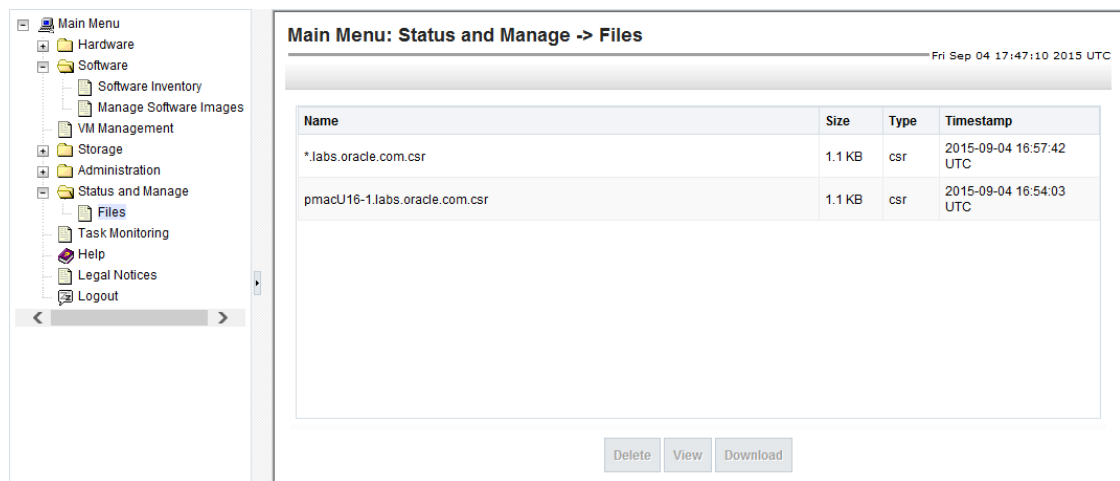 Main Menu
Hardware
Software
Software Inventory
Manage Software Images
VM Management
Storage
Administration
Status and Manage
Files
Task Monitoring
Help
Legal Notices
Logout
Main Menu: Status and Manage -> Files
Fri Sep 04 17:47:10 2015 UTC
Name Size Type Timestamp
*.labs.oracle.com.csr 1.1 KB csr 2015-09-04 16:57:42
UTC
pmacU16-1.labs.oracle.com.csr 1.1 KB csr 2015-09-04 16:54:03
UTC
Delete View Download